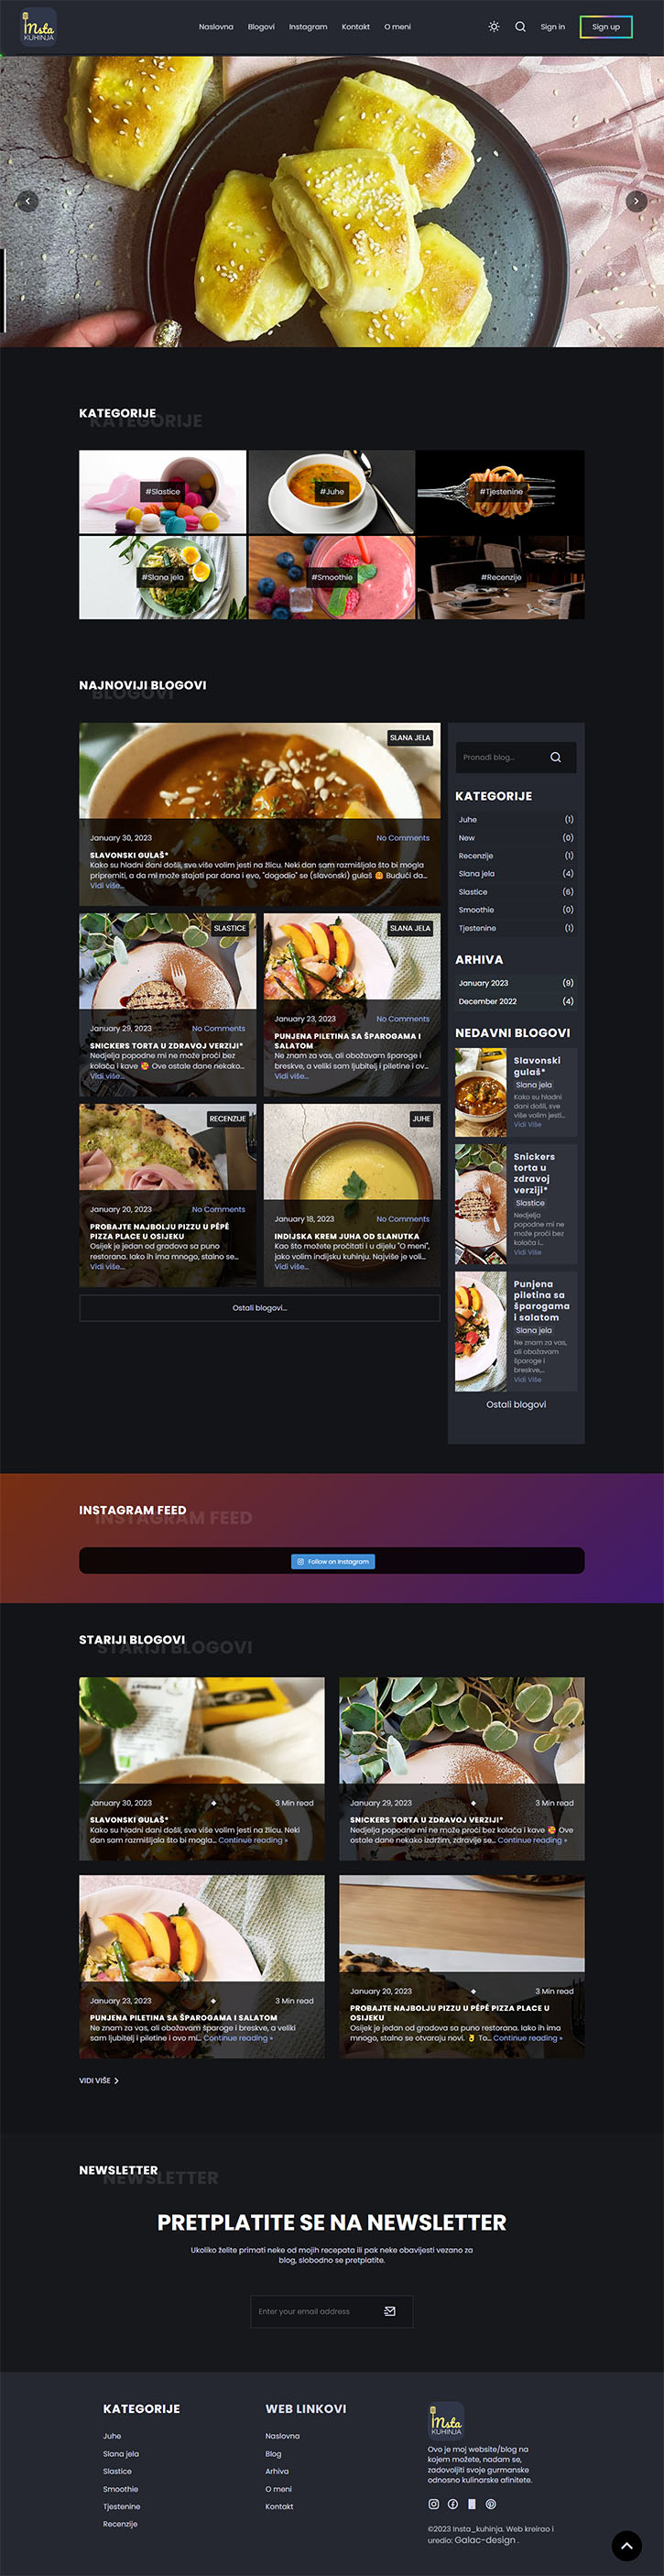 Insta
KUHINJA
Naslovna Blogovi Instagram Kontakt O meni Sign in Sign up
KATEGORIJE
KATEGORIJE
#Slastice #Juhe #Tjestenine
#Slana jela #Smoothie #Recenzije
NAJNOVIJI BLOGOVI
BLOGOVI
SLANA JELA
January 30, 2023 No Comments
SLAVONSKI GULAŠ*
Kako su hladni dani došli, sve više volim jesti na žlicu. Neki dan sam razmišljala što bi mogla
pripremiti, a da mi može stajati par dana i evo, "dogodio" se (slavonski) gulaš 🤗 Budući da...
Vidi više...
SLASTICE
January 29, 2023 No Comments
SNICKERS TORTA U ZDRAVOJ VERZIJI*
Nedjelja popodne mi ne može proći bez
kolača i kave 🥰 Ove ostale dane nekako...
Vidi više...
SLANA JELA
January 23, 2023 No Comments
PUNJENA PILETINA SA ŠPAROGAMA I
SALATOM
Ne znam za vas, ali obožavam šparoge i
breskve, a veliki sam ljubitelj i piletine i ov...
Vidi više...
RECENZIJE
January 20, 2023 No Comments
PROBAJTE NAJBOLJU PIZZU U PÉPÉ
PIZZA PLACE U OSIJEKU
Osijek je jedan od gradova sa puno
restorana. Iako ih ima mnogo, stalno se...
Vidi više...
JUHE
January 18, 2023 No Comments
INDIJSKA KREM JUHA OD SLANUTKA
Kao što možete pročitati i u dijelu "O meni",
jako volim indijsku kuhinju. Najviše je voli...
Vidi više...
Ostali blogovi...
Pronađi blog...
KATEGORIJE
Juhe (1)
New (0)
Recenzije (1)
Slana jela (4)
Slastice (6)
Smoothie (0)
Tjestenine (1)
ARHIVA
January 2023 (9)
December 2022 (4)
NEDAVNI BLOGOVI
Slavonski
gulaš*
Slana jela
Kako su hladni
dani došli, sve
više volim jesti...
Vidi Više
Snickers
torta u
zdravoj
verziji*
Slastice
Nedjelja
popodne mi ne
može proći bez
kolača i...
Vidi Više
Punjena
piletina sa
šparogama
i salatom
Slana jela
Ne znam za vas,
ali obožavam
šparoge i
breskve,...
Vidi Više
Ostali blogovi
INSTAGRAM FEED
INSTAGRAM FEED
Follow on Instagram
STARIJI BLOGOVI
STARIJI BLOGOVI
January 30, 2023 ◆ 3 Min read
SLAVONSKI GULAŠ*
Kako su hladni dani došli, sve više volim jesti na žlicu. Neki
dan sam razmišljala što bi mogla... Continue reading »
January 29, 2023 ◆ 3 Min read
SNICKERS TORTA U ZDRAVOJ VERZIJI*
Nedjelja popodne mi ne može proći bez kolača i kave 🥰 Ove
ostale dane nekako izdržim, zdravije se... Continue reading »
January 23, 2023 ◆ 3 Min read
PUNJENA PILETINA SA ŠPAROGAMA I SALATOM
Ne znam za vas, ali obožavam šparoge i breskve, a veliki
sam ljubitelj i piletine i ovo mi... Continue reading »
January 20, 2023 ◆ 3 Min read
PROBAJTE NAJBOLJU PIZZU U PÉPÉ PIZZA PLACE U
OSIJEKU
Osijek je jedan od gradova sa puno restorana. Iako ih ima
mnogo, stalno se otvaraju novi. 👌 To... Continue reading »
VIDI VIŠE
NEWSLETTER
NEWSLETTER
PRETPLATITE SE NA NEWSLETTER
Ukoliko želite primati neke od mojih recepata ili pak neke obavijesti vezano za
blog, slobodno se pretplatite.
Enter your email address
KATEGORIJE
Juhe
Slana jela
Slastice
Smoothie
Tjestenine
Recenzije
WEB LINKOVI
Naslovna
Blog
Arhiva
O meni
Kontakt
Insta
KUHINJA
Ovo je moj website/blog na
kojem možete, nadam se,
zadovoljiti svoje gurmanske
odnosno kulinarske afinitete.
©2023 Insta_kuhinja. Web kreirao i
uredio: Galac-design .